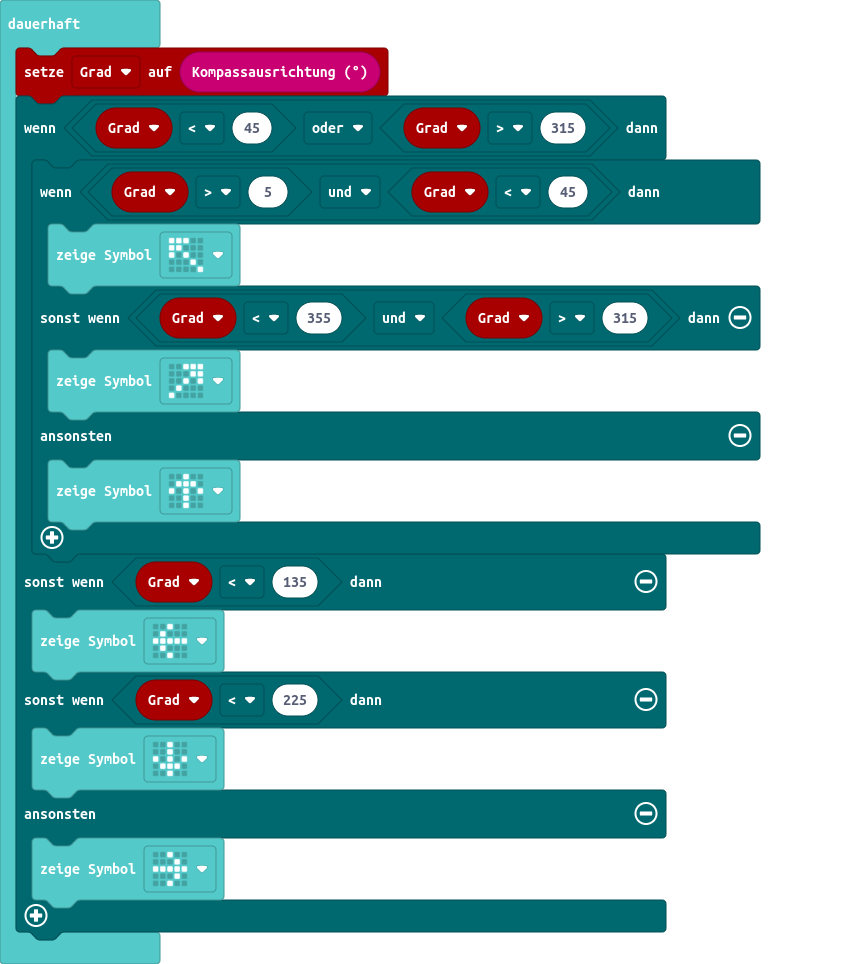 dauerhaft
setze Grad auf Kompassausrichtung (°)
wenn Grad < 45 oder Grad > 315 dann
wenn Grad > 5 und Grad < 45 dann
zeige Symbol
sonst wenn Grad < 355 und Grad > 315 dann
zeige Symbol
ansonsten
zeige Symbol
sonst wenn Grad < 135 dann
zeige Symbol
sonst wenn Grad < 225 dann
zeige Symbol
ansonsten
zeige Symbol